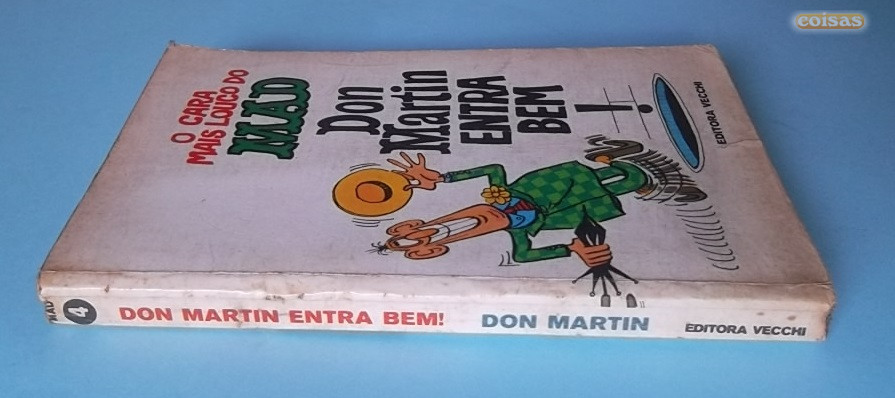 coisas
O CARA
MAIS LOUCO DO
MAD
Don
Martin
ENTRA
BEM
!
EDITORA VECCHI
MAD 4 DON MARTIN ENTRA BEM! DON MARTIN EDITORA VECCHI